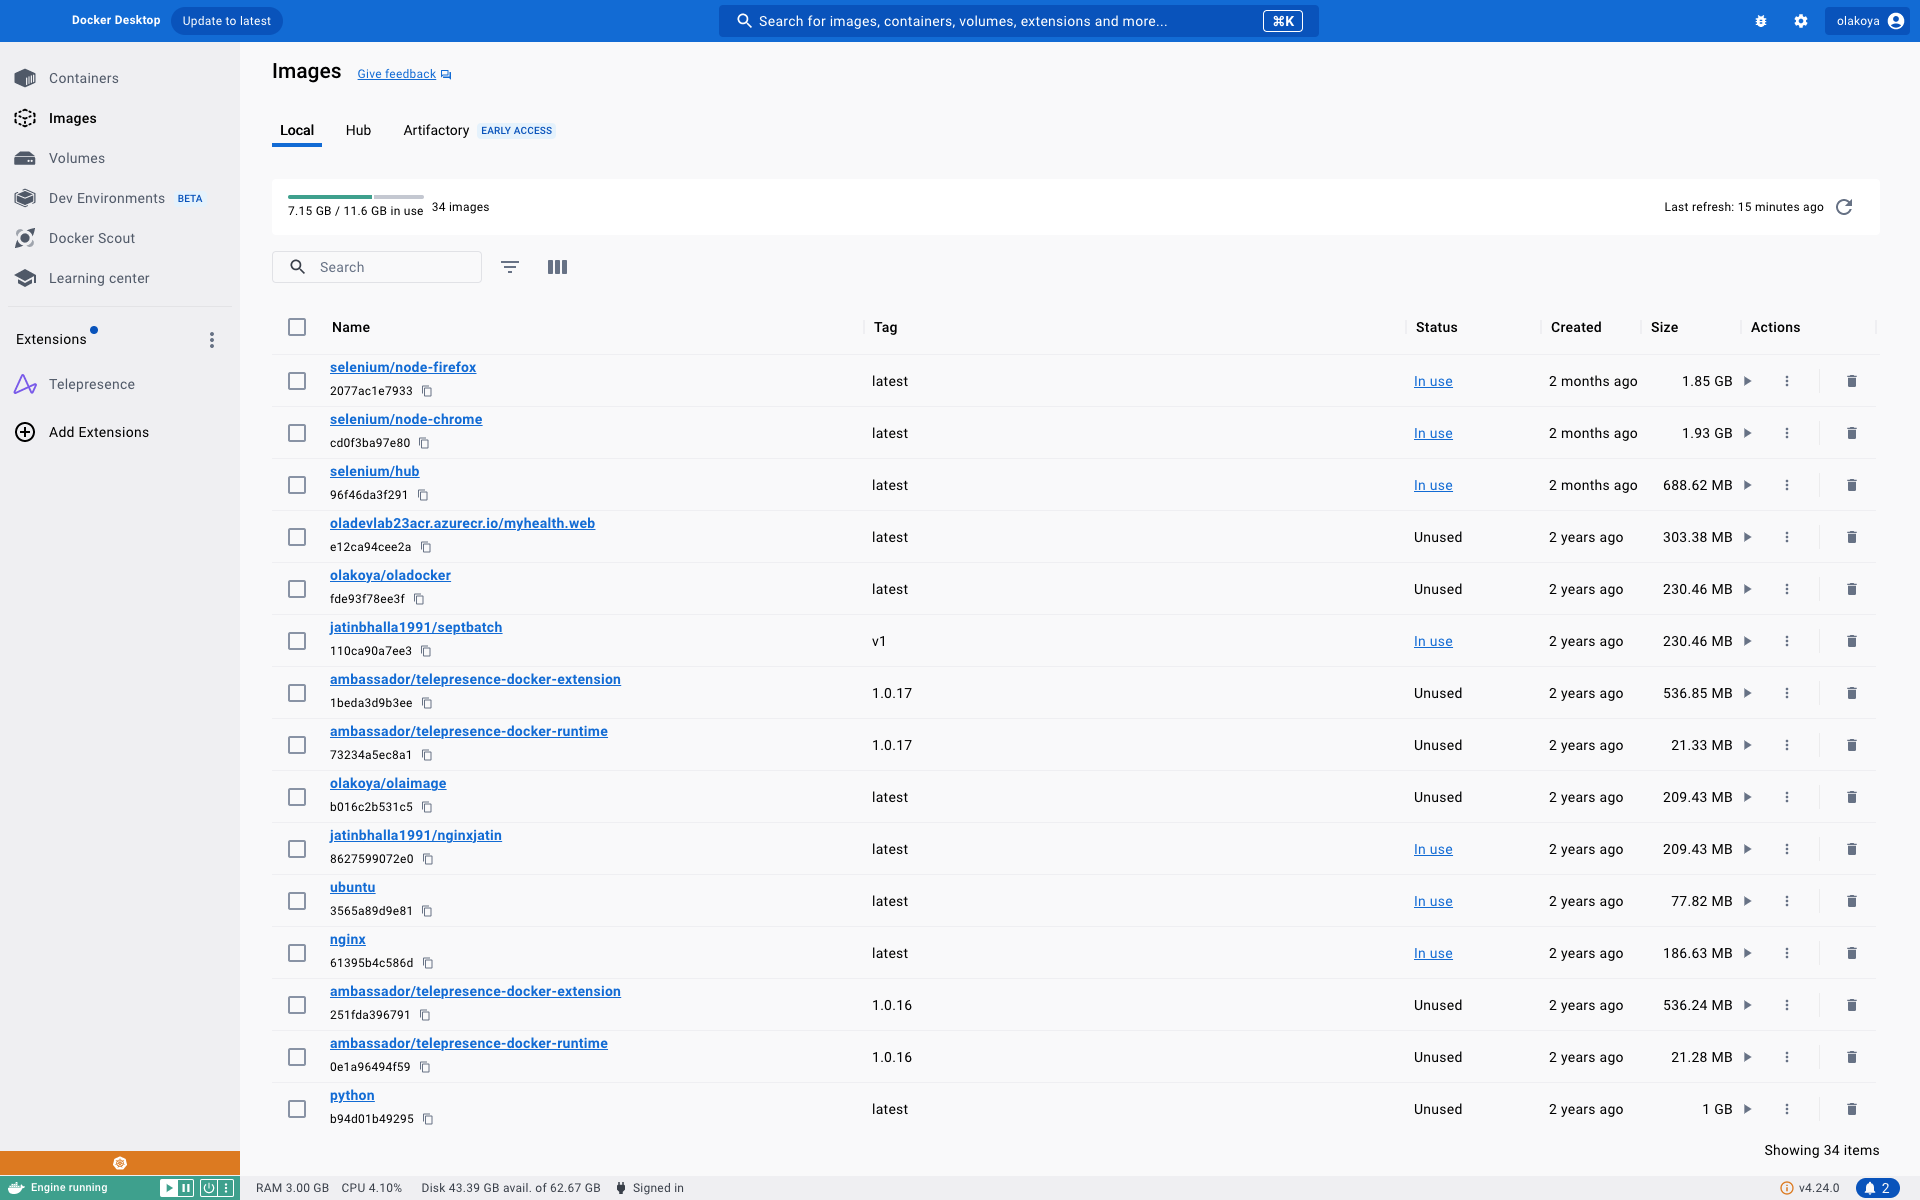 Docker Desktop
Update to latest
Search for images, containers, volumes, extensions and more...
⌘K
olakoya
Containers
Images
Volumes
Dev Environments BETA
Docker Scout
Learning center
Extensions
Telepresence
Add Extensions
Images
Give feedback
Local Hub Artifactory EARLY ACCESS
7.15 GB / 11.6 GB in use
34 images
Last refresh: 15 minutes ago
Search
Name Tag Status Created Size Actions
selenium/node-firefox
2077ac1e7933
latest In use 2 months ago 1.85 GB
selenium/node-chrome
cd0f3ba97e80
latest In use 2 months ago 1.93 GB
selenium/hub
96f46da3f291
latest In use 2 months ago 688.62 MB
oladevlab23acr.azurecr.io/myhealth.web
e12ca94cee2a
latest Unused 2 years ago 303.38 MB
olakoya/oladocker
fde93f78ee3f
latest Unused 2 years ago 230.46 MB
jatinbhalla1991/septbatch
110ca90a7ee3
v1 In use 2 years ago 230.46 MB
ambassador/telepresence-docker-extension
1beda3d9b3ee
1.0.17 Unused 2 years ago 536.85 MB
ambassador/telepresence-docker-runtime
73234a5ec8a1
1.0.17 Unused 2 years ago 21.33 MB
olakoya/olaimage
b016c2b531c5
latest Unused 2 years ago 209.43 MB
jatinbhalla1991/nginxjatin
8627599072e0
latest In use 2 years ago 209.43 MB
ubuntu
3565a89d9e81
latest In use 2 years ago 77.82 MB
nginx
61395b4c586d
latest In use 2 years ago 186.63 MB
ambassador/telepresence-docker-extension
251fda396791
1.0.16 Unused 2 years ago 536.24 MB
ambassador/telepresence-docker-runtime
0e1a96494f59
1.0.16 Unused 2 years ago 21.28 MB
python
b94d01b49295
latest Unused 2 years ago 1 GB
Showing 34 items
Engine running
RAM 3.00 GB CPU 4.10% Disk 43.39 GB avail. of 62.67 GB Signed in
v4.24.0
2